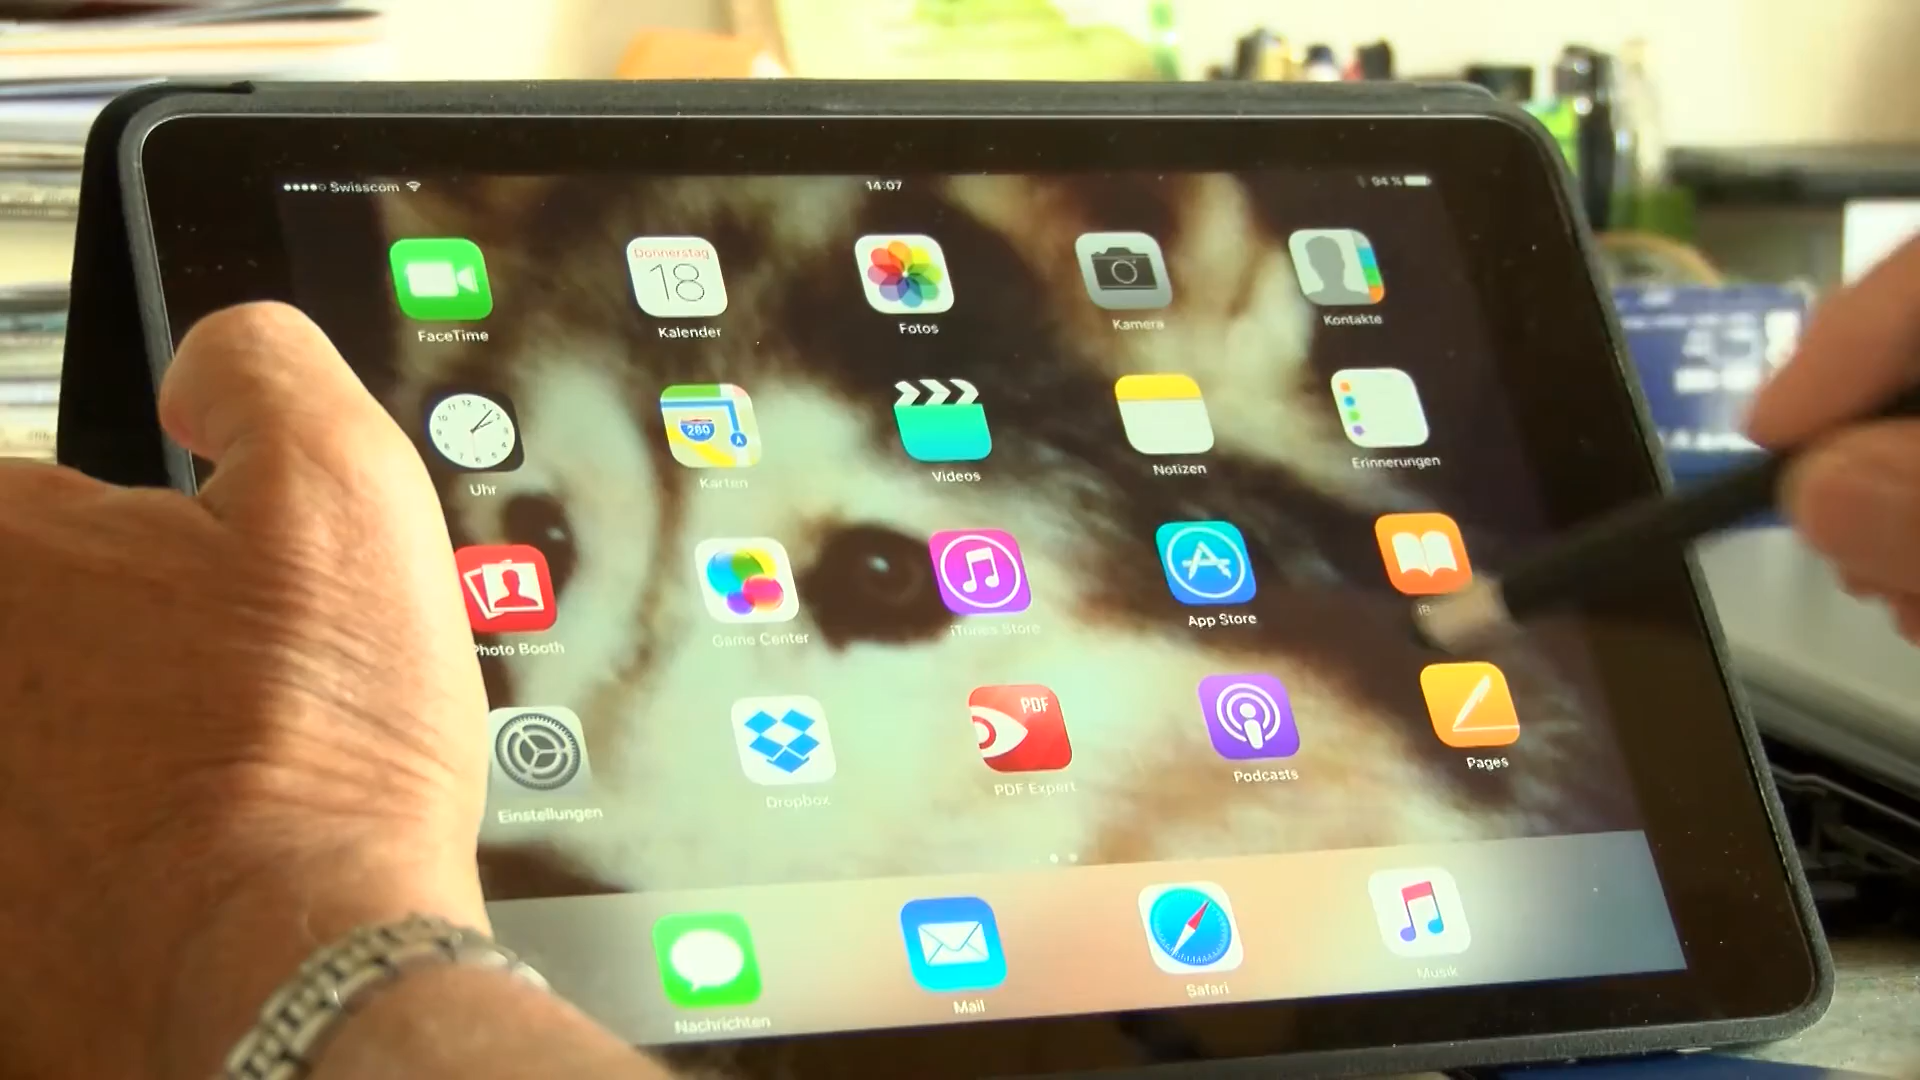 Swisscom 14:07 94 %
Donnerstag
18
FaceTime Kalender Fotos Kamera Kontakte
280
Uhr Karten Videos Notizen Erinnerungen
Photo Booth Game Center iTunes Store App Store
PDF
Einstellungen Dropbox PDF Expert Podcasts Pages
Nachrichten Mail Safari Musik